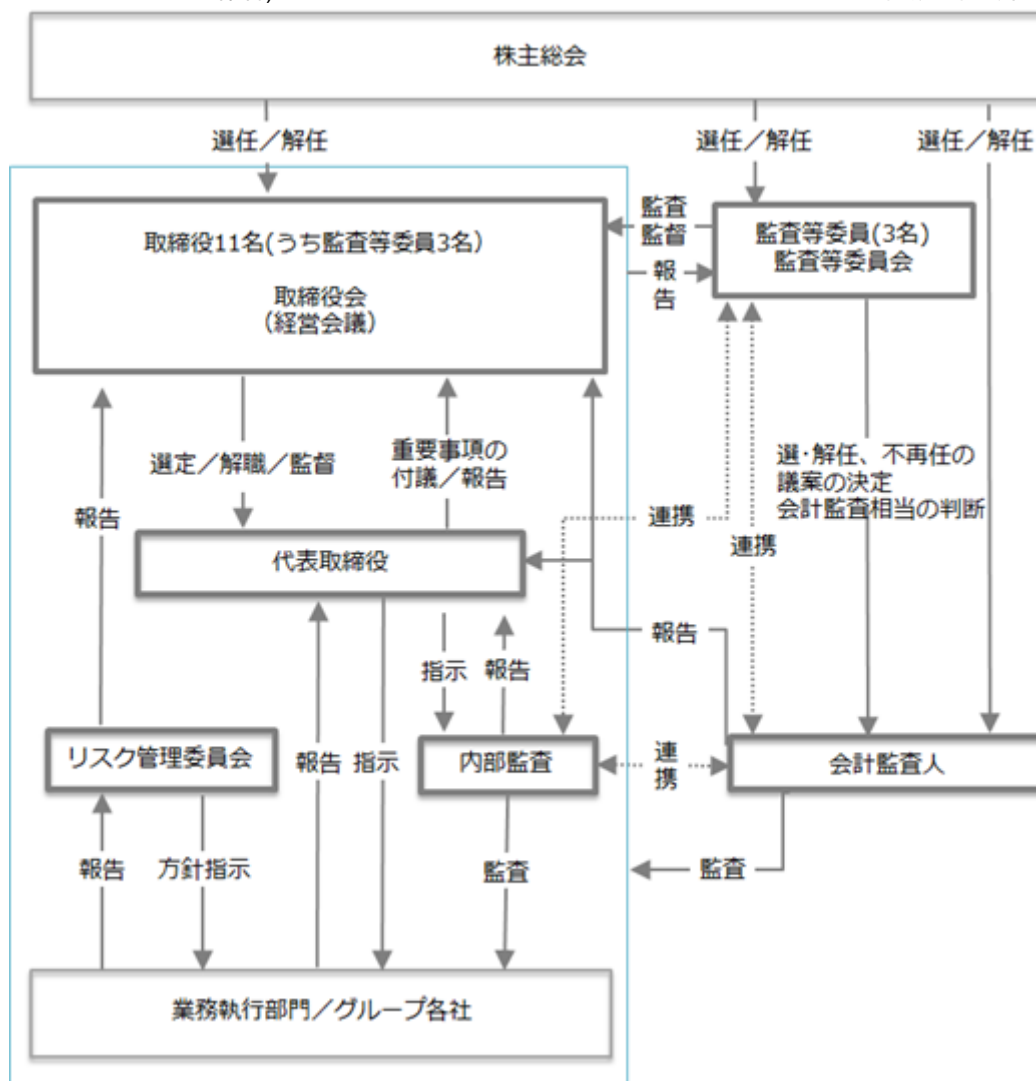 株主総会
選任／解任
選任／解任
選任／解任
取締役11名(うち監査等委員3名)
取締役会
(経営会議)
監査
監督
報
告
監査等委員(3名)
監査等委員会
選定／解職／監督
重要事項の
付議／報告
選・解任、不再任の
議案の決定
会計監査相当の判断
報告
連携
連携
代表取締役
報告
指示
報告
リスク管理委員会
報告
指示
内部監査
連
携
会計監査人
報告
方針指示
監査
監査
業務執行部門／グループ各社